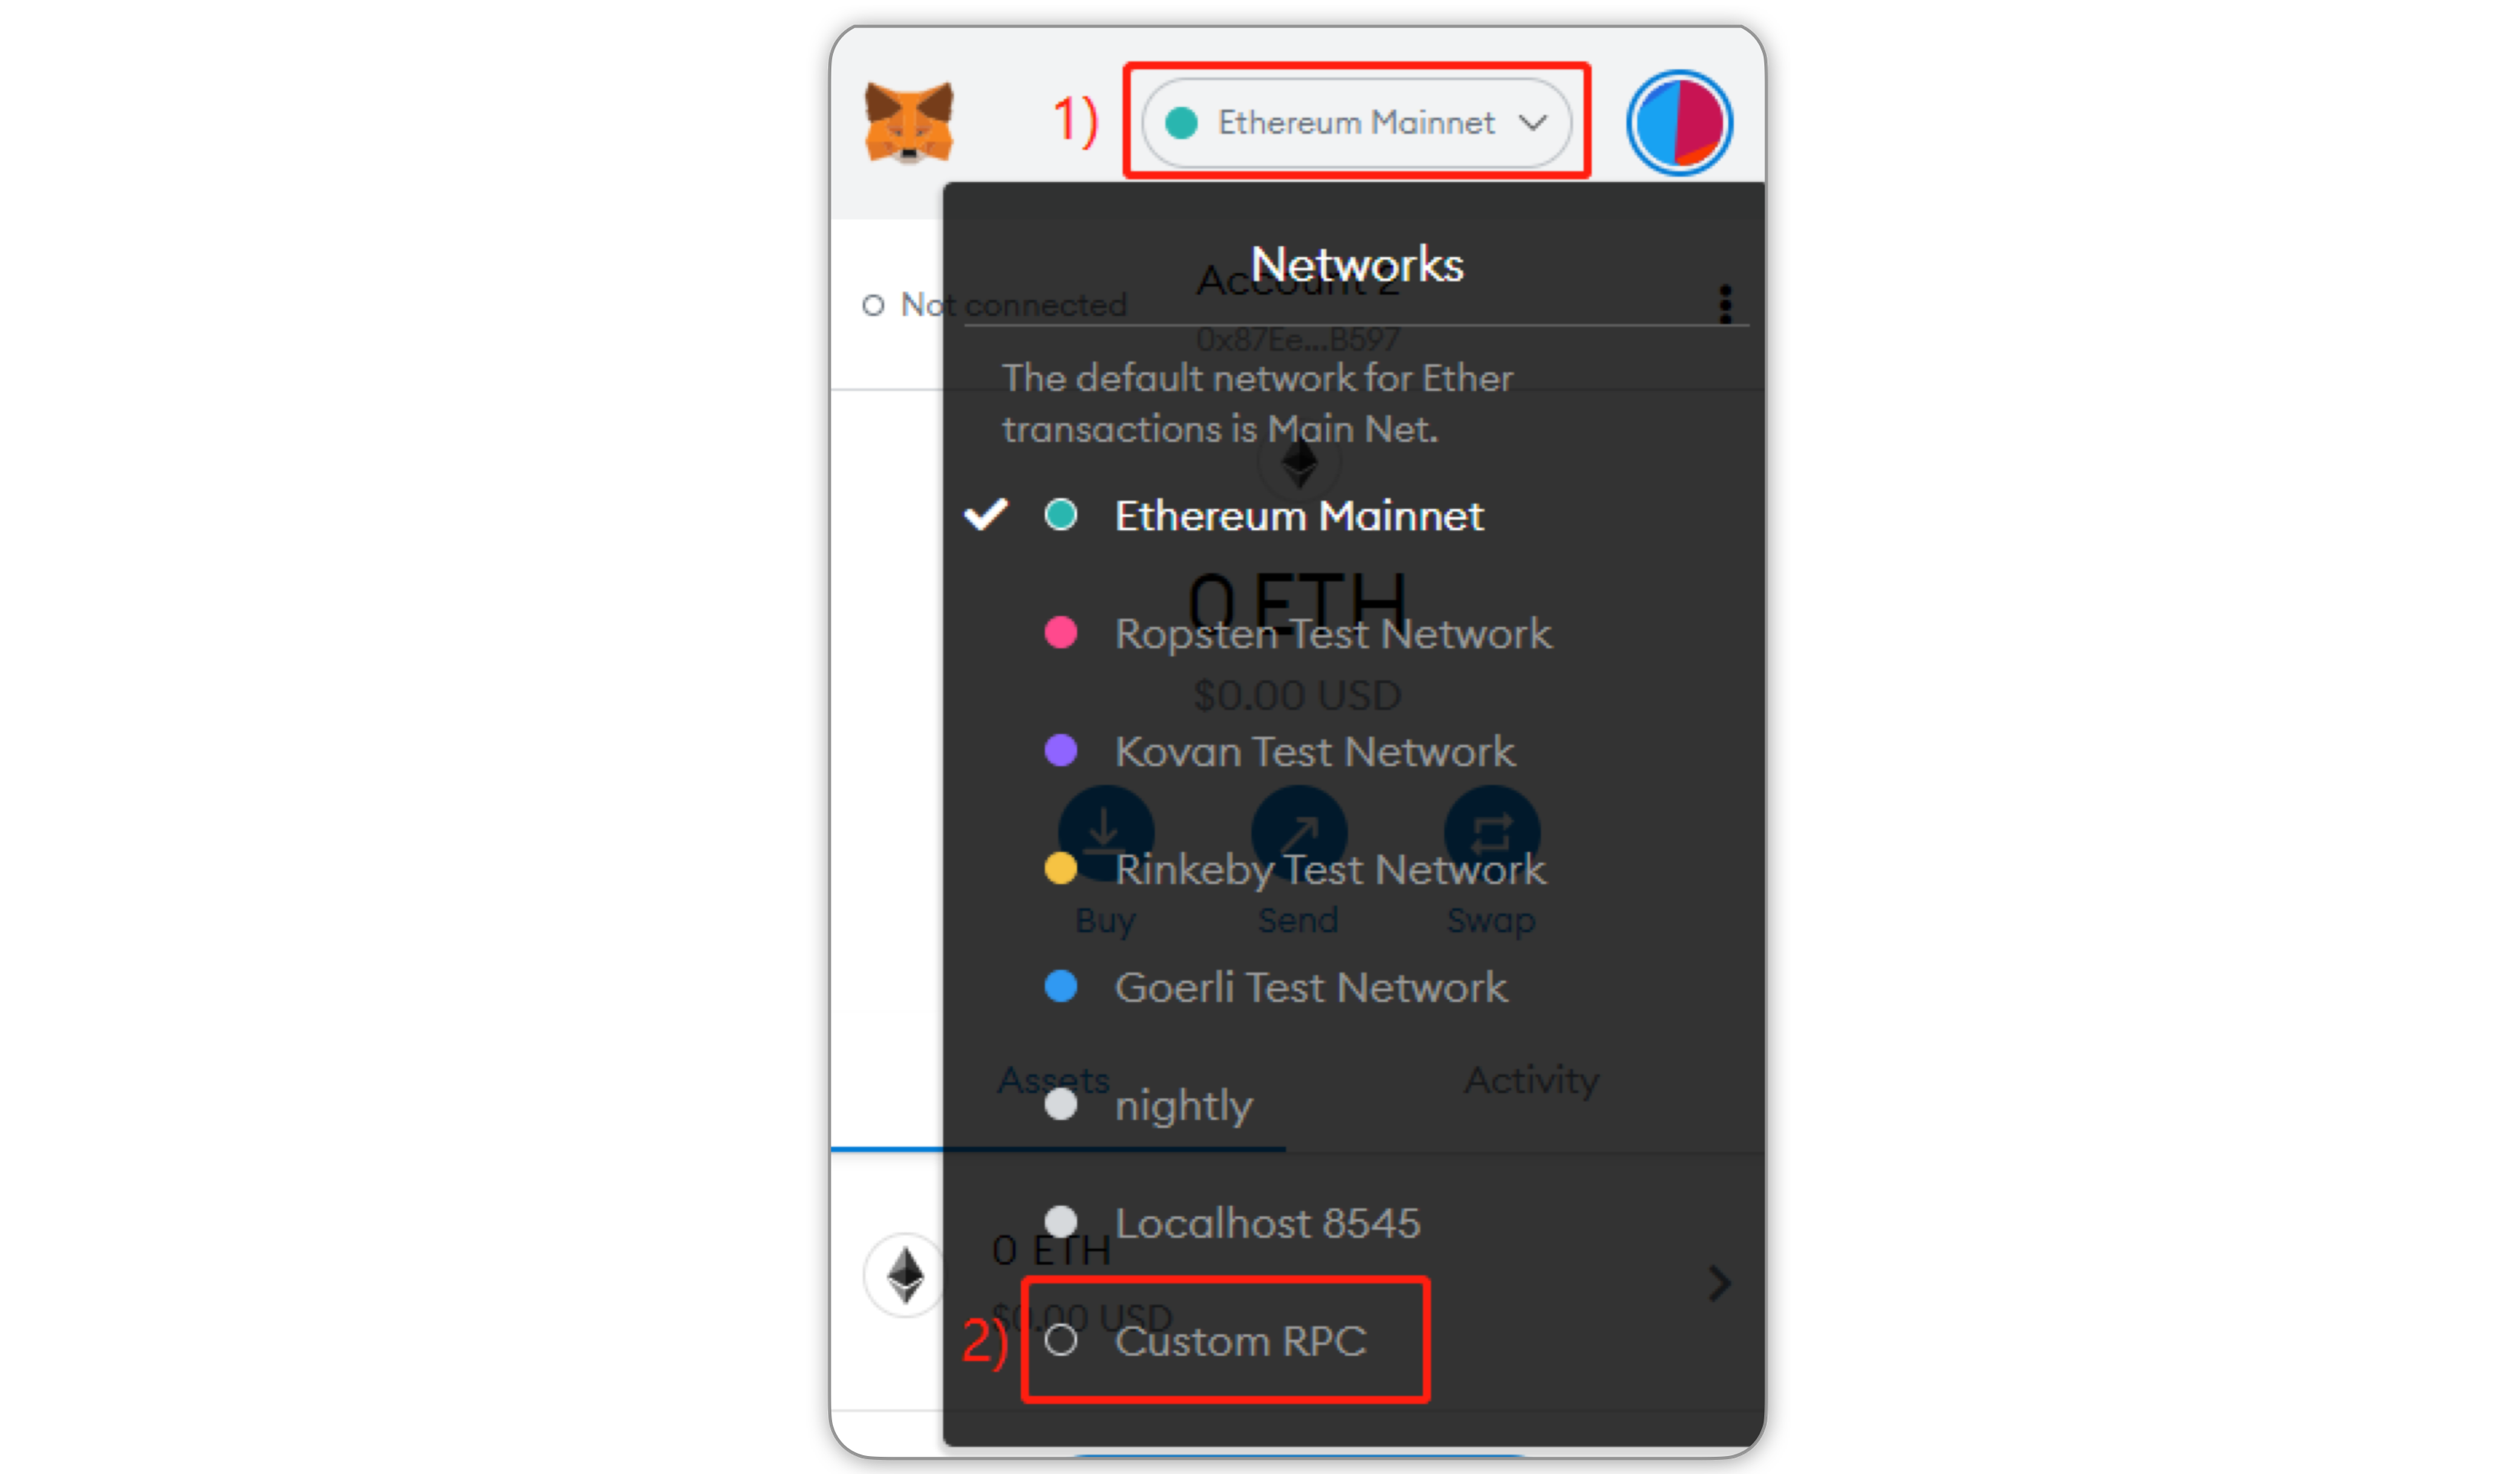 1)
Ethereum Mainnet
Networks
Account 2
Not connected
0x87Ee...B597
The default network for Ether
transactions is Main Net.
Ethereum Mainnet
0 ETH
Ropsten Test Network
$0.00 USD
Kovan Test Network
Rinkeby Test Network
Buy
Send
Swap
Goerli Test Network
Assets
Activity
nightly
Localhost 8545
0 ETH
$0.00 USD
2)
Custom RPC